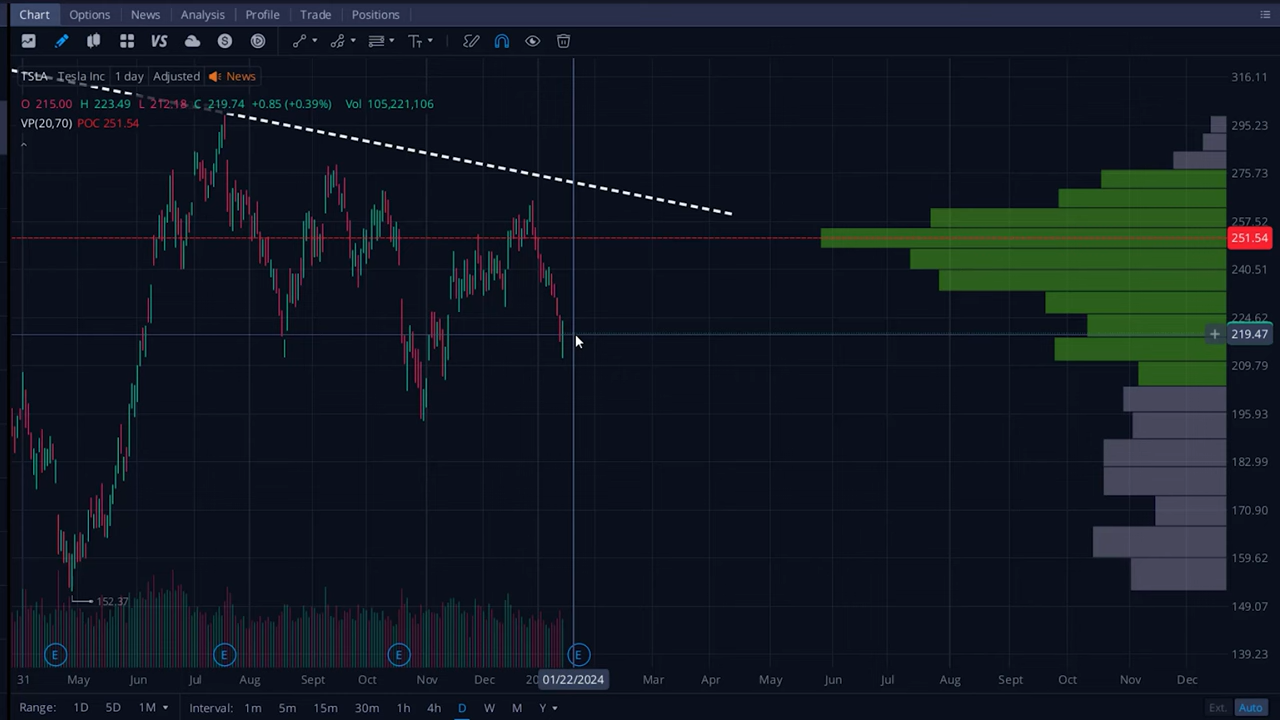 Chart Options News Analysis Profile Trade Positions
VS S T
TSLA Tesla Inc 1 day Adjusted News
O 215.00 H 223.49 L 212.18 C 219.74 +0.85 (+0.39%) Vol 105,221,106
VP(20,70) POC 251.54
316.11
295.23
275.73
257.52
251.54
240.51
224.62
219.47
209.79
195.93
182.99
170.90
159.62
152.37
149.07
139.23
E E E E
31 May Jun Jul Aug Sept Oct Nov Dec 20 01/22/2024 Mar Apr May Jun Jul Aug Sept Oct Nov Dec
Range: 1D 5D 1M Interval: 1m 5m 15m 30m 1h 4h D W M Y Ext. Auto